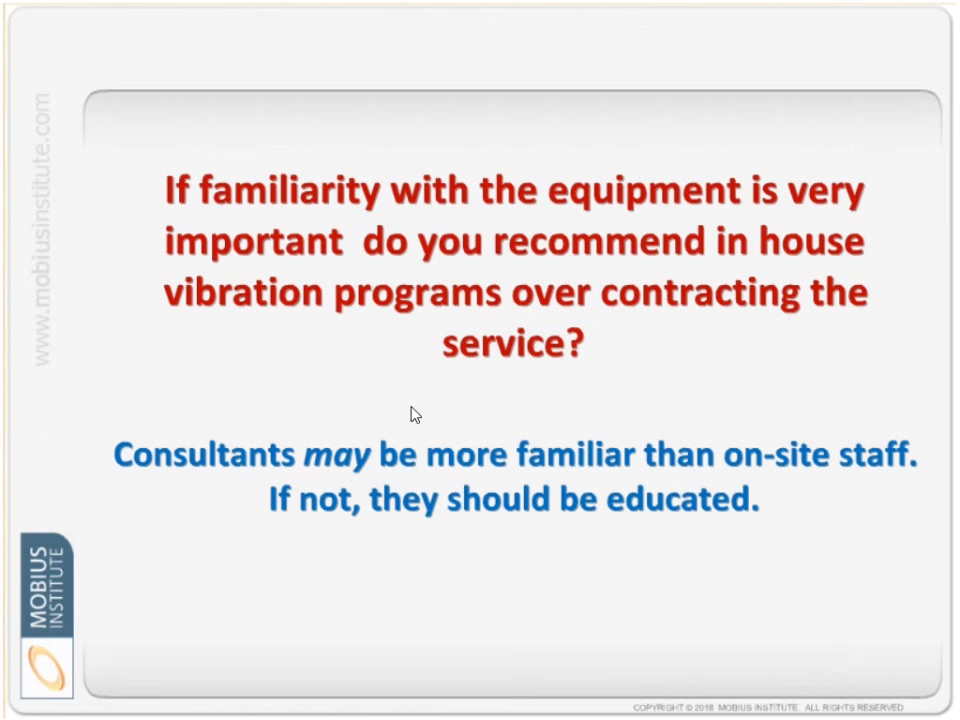 www.mobiusinstitute.com
If familiarity with the equipment is very
important  do you recommend in house
vibration programs over contracting the
service?
Consultants may be more familiar than on-site staff.
If not, they should be educated.
MOBIUS
INSTITUTE
COPYRIGHT © 2018 MOBIUS INSTITUTE. ALL RIGHTS RESERVED